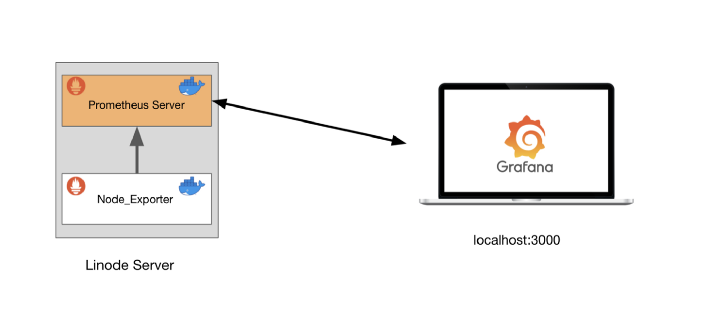 Prometheus Server
Node_Exporter
Linode Server
Grafana
localhost:3000